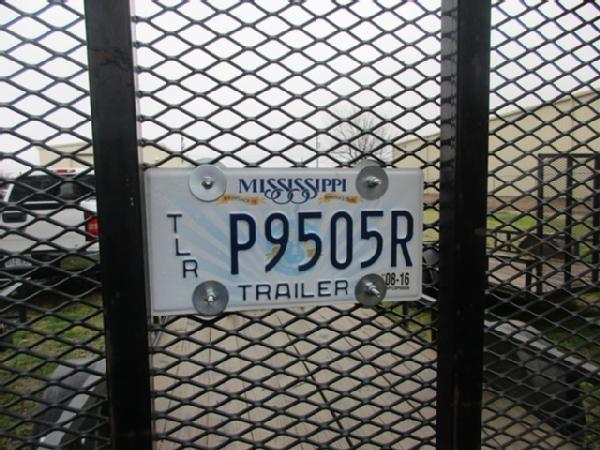 MISSISSIPPI
TLR
P9505R
08-16
TRAILER